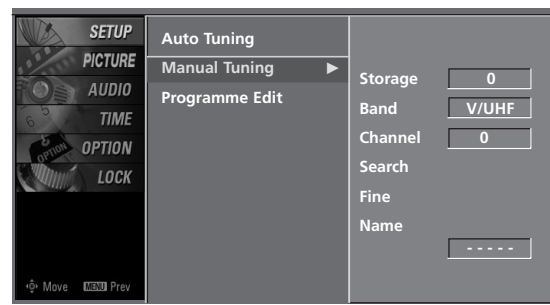 SETUP
PICTURE
AUDIO
TIME
OPTION
LOCK
Move MENU Prev
Auto Tuning
Manual Tuning ▶
Programme Edit
Storage 0
Band V/UHF
Channel 0
Search
Fine
Name
- - - - -